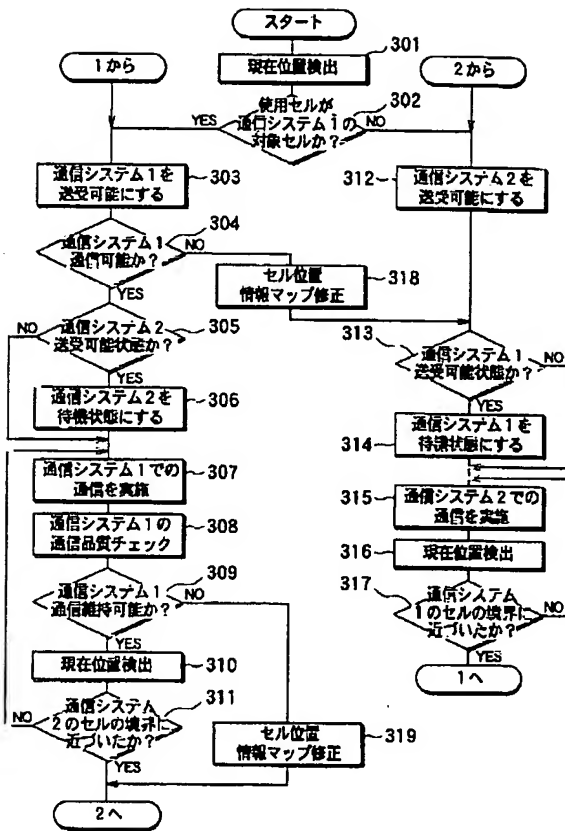 スタート
現在位置検出
301
1から
2から
使用セルが
通信システム1の
対象セルか?
302
YES
NO
通信システム1を
送受可能にする
303
通信システム2を
送受可能にする
312
通信システム1
通信可能か?
304
NO
YES
セル位置
情報マップ修正
318
通信システム2
送受可能状態か?
305
NO
YES
313
通信システム1
送受可能状態か?
NO
YES
通信システム2を
待機状態にする
306
通信システム1を
待機状態にする
314
通信システム1での
通信を実施
307
通信システム2での
通信を実施
315
通信システム1の
通信品質チェック
308
現在位置検出
316
通信システム1
通信維持可能か?
309
NO
YES
317
通信システム
1のセルの境界に
近づいたか?
NO
YES
1へ
現在位置検出
310
通信システム
2のセルの境界に
近づいたか?
311
NO
YES
セル位置
情報マップ修正
319
2へ